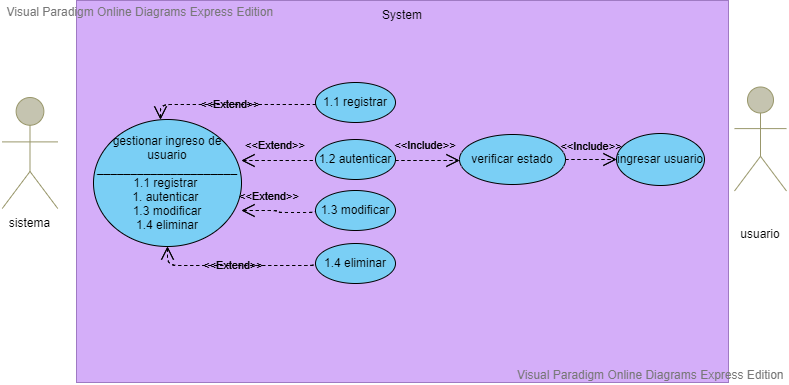 Visual Paradigm Online Diagrams Express Edition
System
<<Extend>>
1.1 registrar
gestionar ingreso de
usuario
1.1 registrar
1. autenticar
1.3 modificar
1.4 eliminar
<<Extend>>
1.2 autenticar
<<Include>>
verificar estado
<<Include>>
ingresar usuario
<<Extend>>
1.3 modificar
<<Extend>>
1.4 eliminar
sistema
usuario
Visual Paradigm Online Diagrams Express Edition